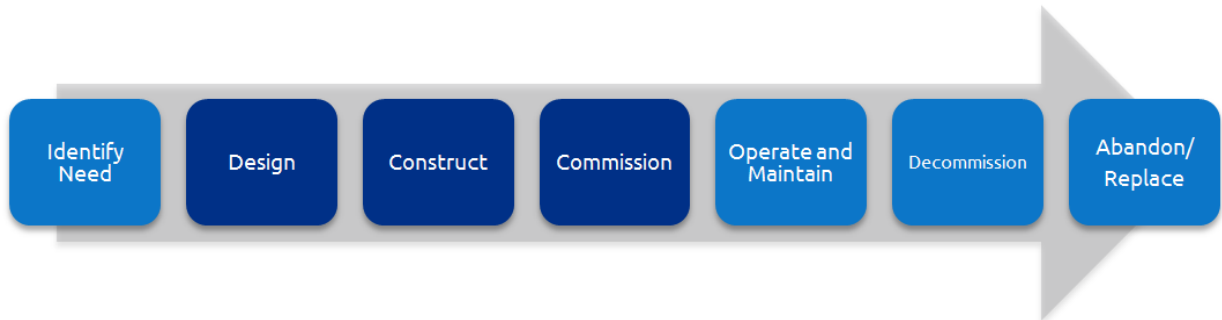 Identify
Need
Design
Construct
Commission
Operate and
Maintain
Decommission
Abandon/
Replace